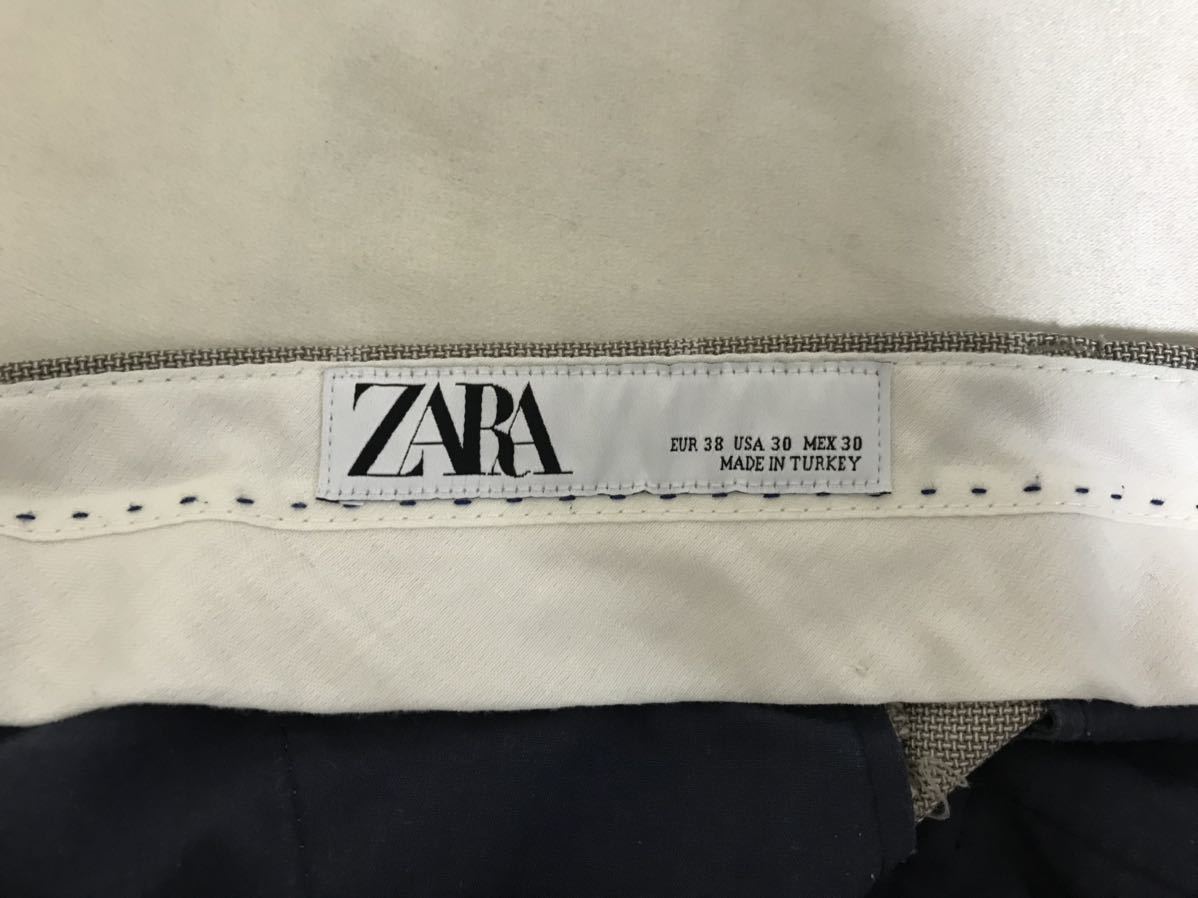 ZARA
EUR 38 USA 30 MEX 30
MADE IN TURKEY